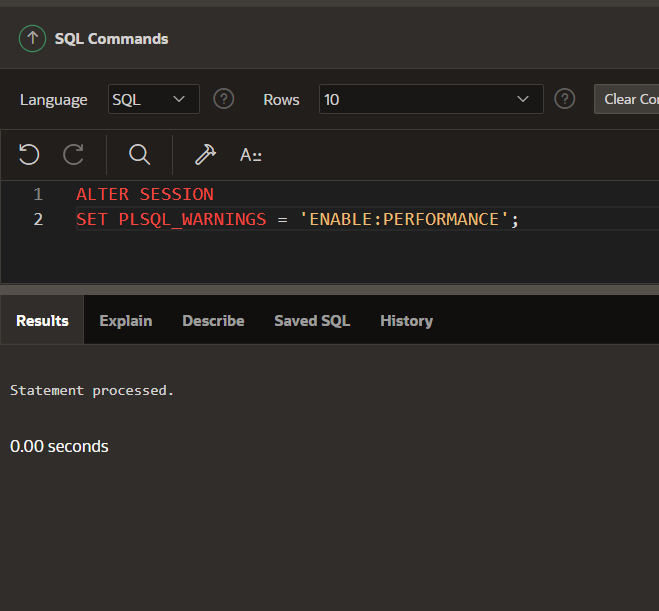 SQL Commands
Language SQL ? Rows 10 ? Clear Co
A::
1 ALTER SESSION
2 SET PLSQL_WARNINGS = 'ENABLE:PERFORMANCE';
Results Explain Describe Saved SQL History
Statement processed.
0.00 seconds